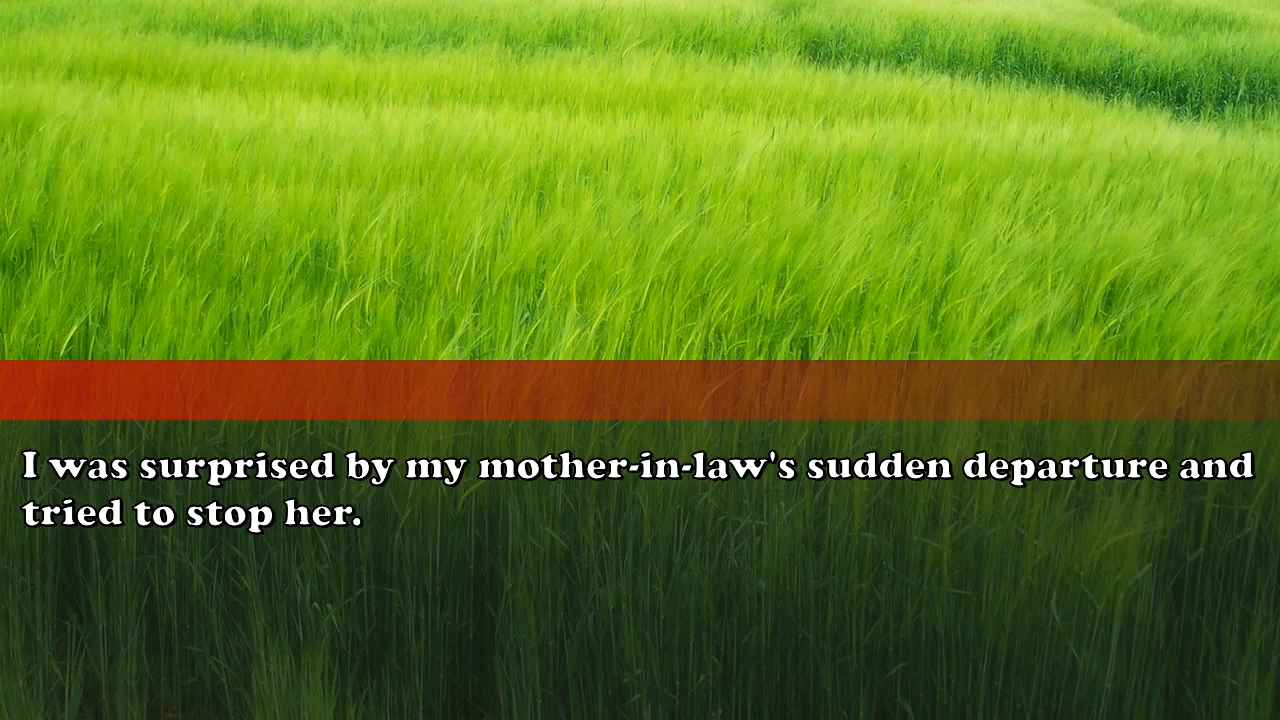 I was surprised by my mother-in-law's sudden departure and
tried to stop her.